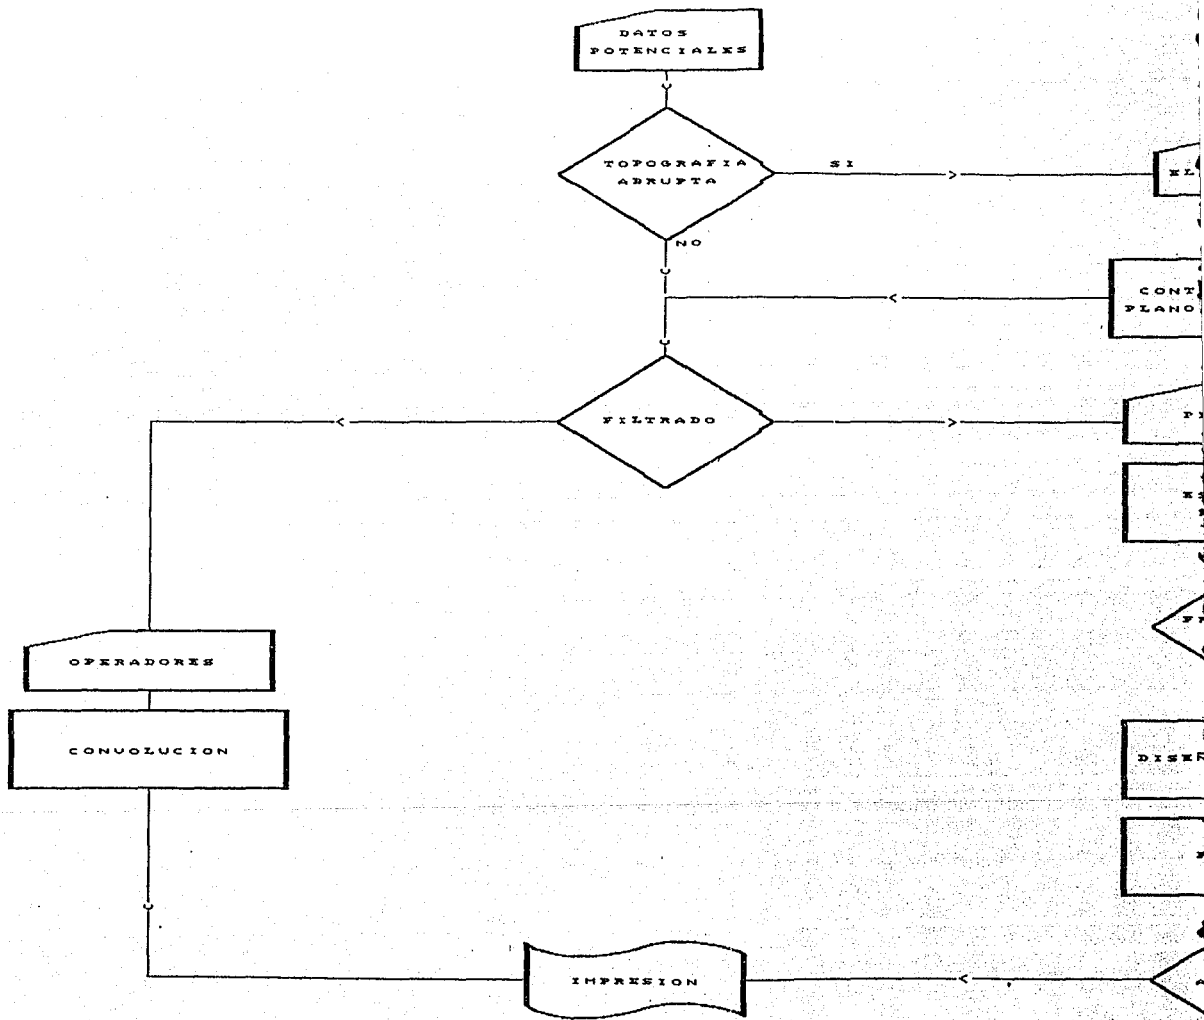 DATOS
POTENCIALES
TOPOGRAFIA
ABRUPTA
SI
NO
CONT
PLANO
FILTRADO
OPERADORES
CONVOLUCION
IMPRESION